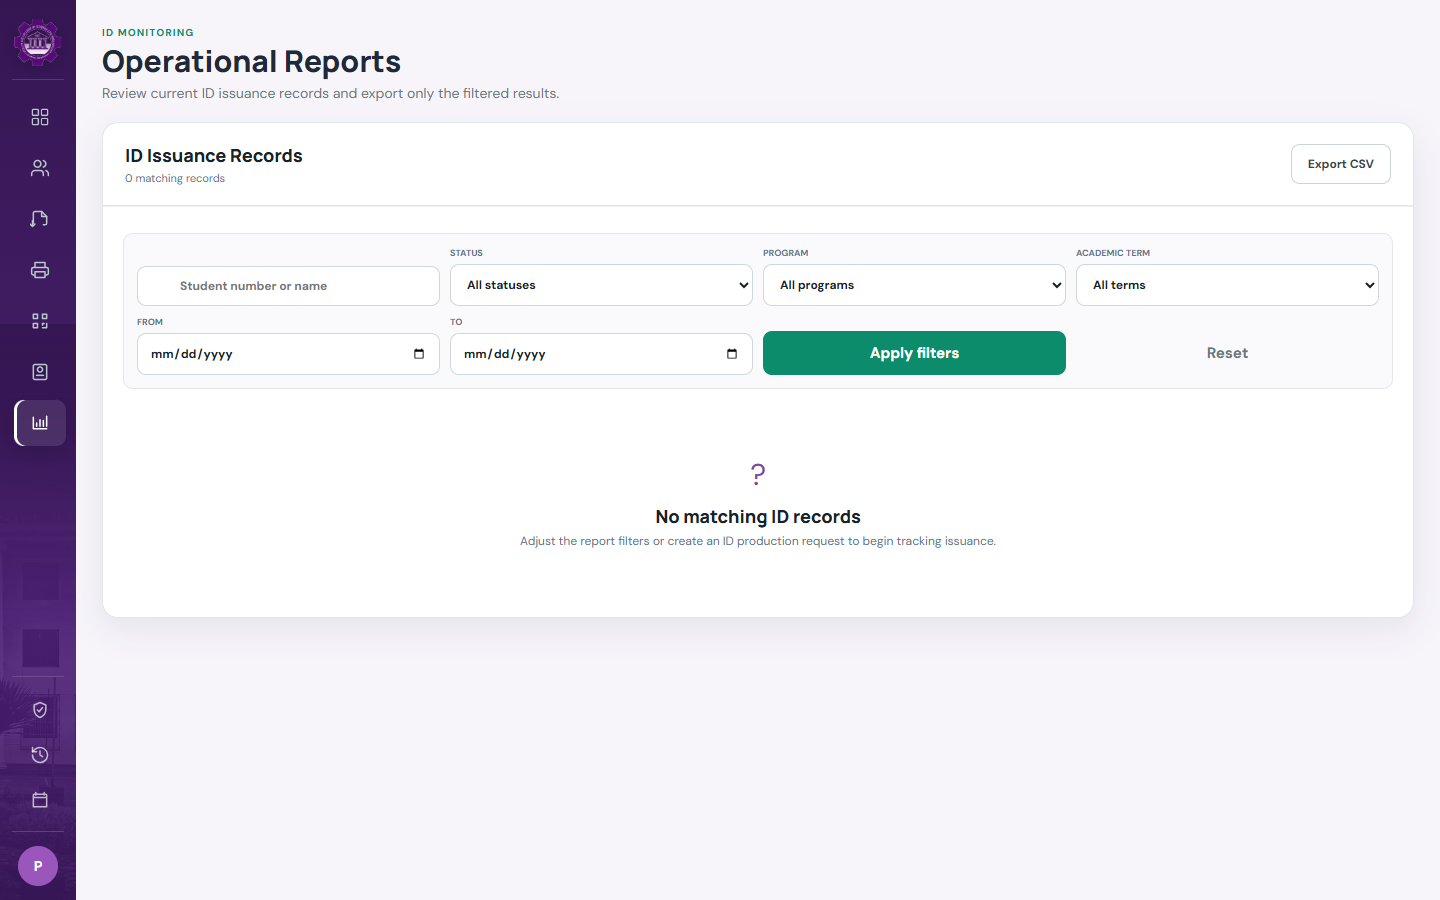 ID MONITORING
Operational Reports
Review current ID issuance records and export only the filtered results.
ID Issuance Records
0 matching records
Export CSV
STATUS
PROGRAM
ACADEMIC TERM
Student number or name
All statuses
All programs
All terms
FROM
TO
mm/dd/yyyy
mm/dd/yyyy
Apply filters
Reset
?
No matching ID records
Adjust the report filters or create an ID production request to begin tracking issuance.
P